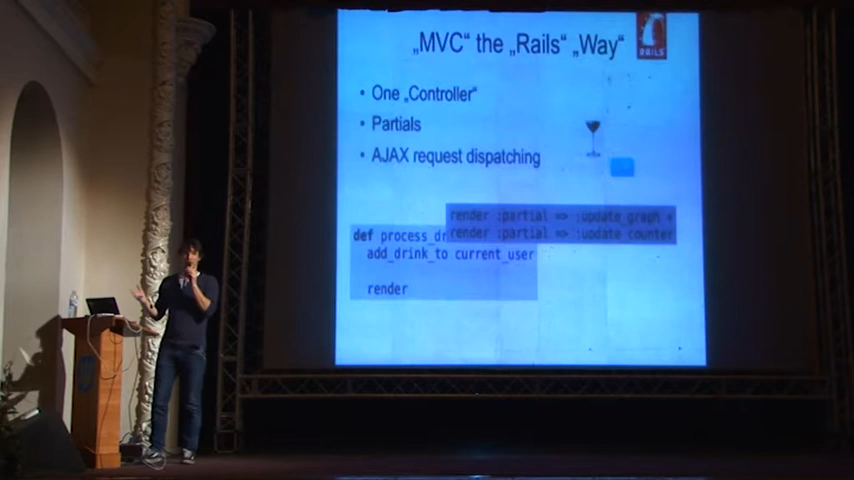 „MVC“ the „Rails“ „Way“
RAILS
• One „Controller“
• Partials
• AJAX request dispatching
render :partial => :update_graph +
render :partial => :update_counter
def process_dr
add_drink_to current_user
render